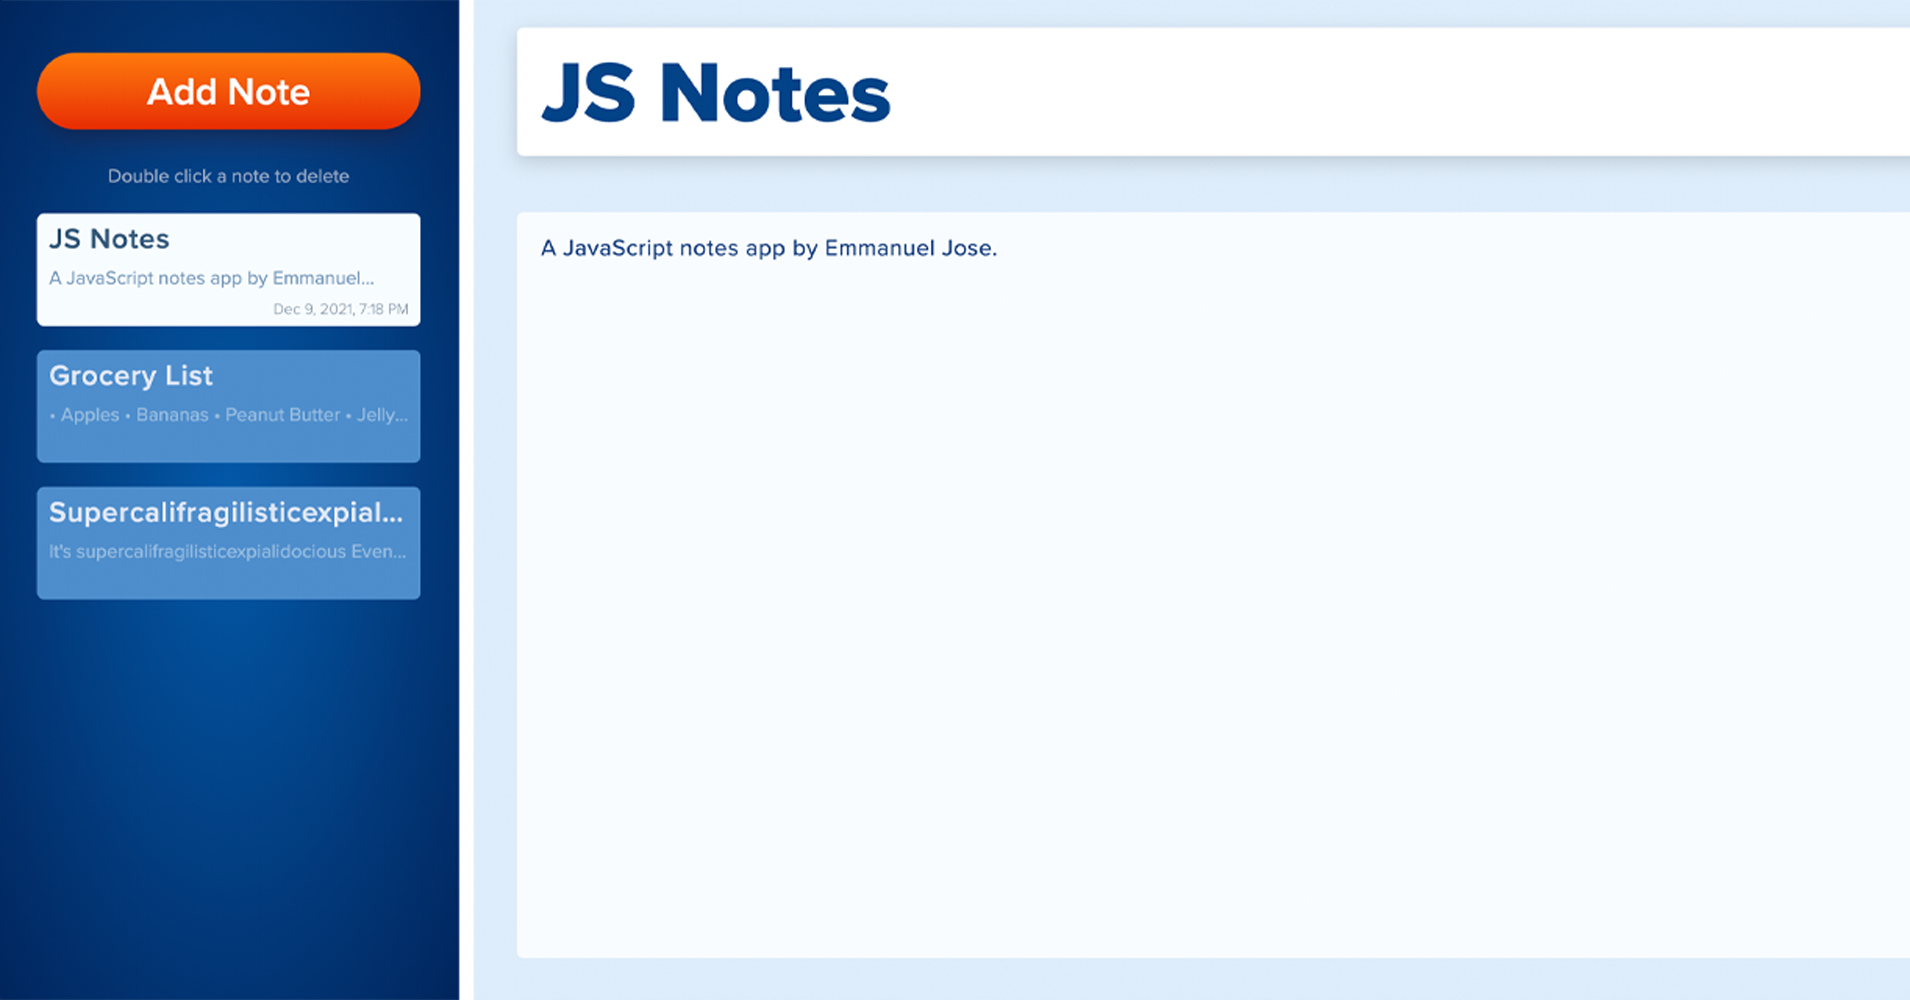 Add Note
Double click a note to delete
JS Notes
A JavaScript notes app by Emmanuel...
Dec 9, 2021, 7:18 PM
Grocery List
• Apples • Bananas • Peanut Butter • Jelly...
Supercalifragilisticexpial...
It's supercalifragilisticexpialidocious Even...
JS Notes
A JavaScript notes app by Emmanuel Jose.